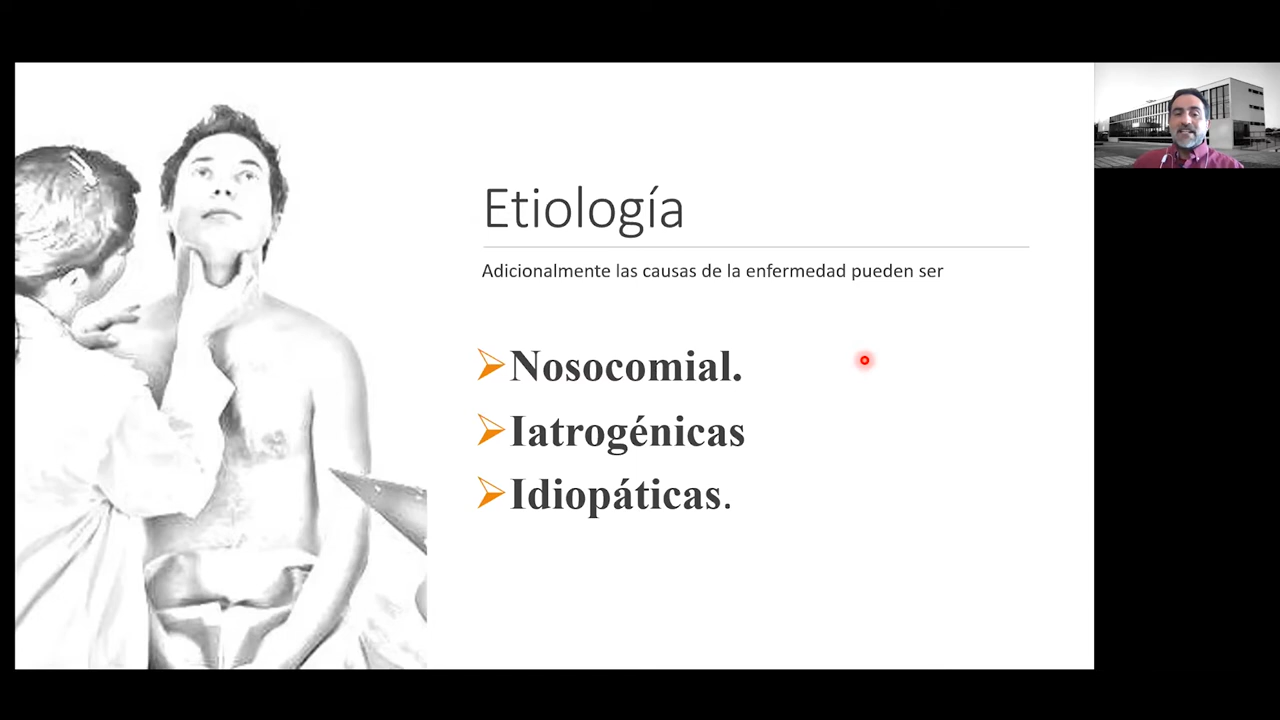 Etiología
Adicionalmente las causas de la enfermedad pueden ser
Nosocomial.
Iatrogénicas
Idiopáticas.